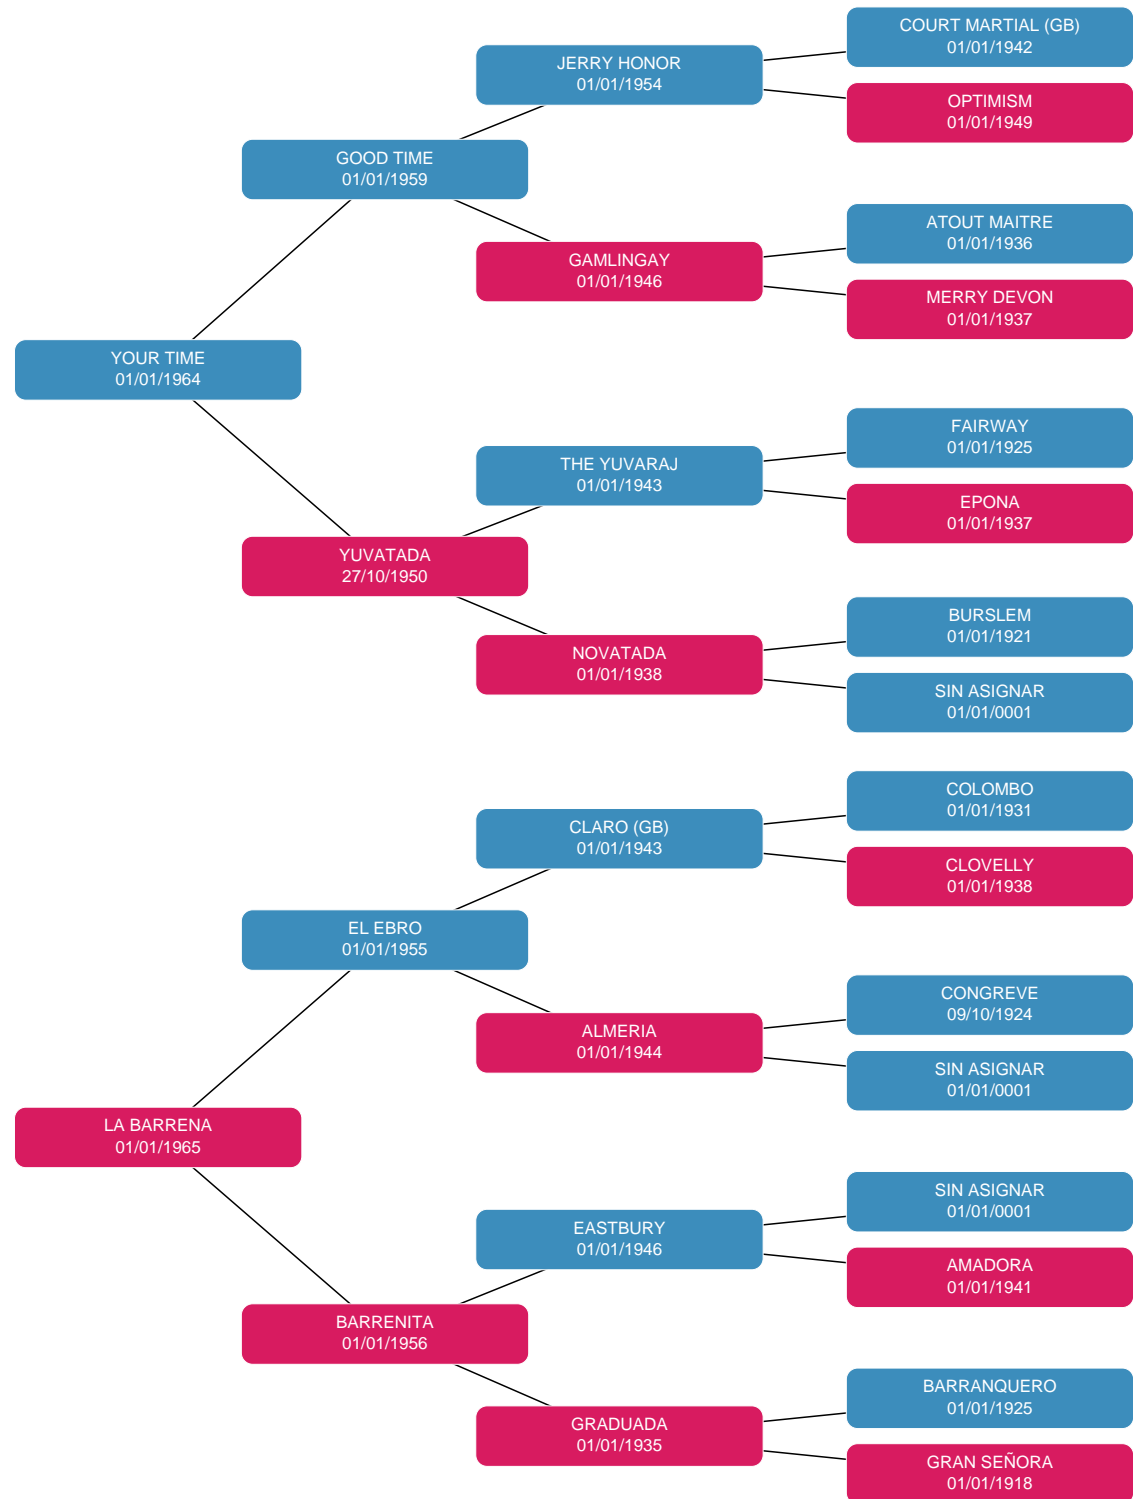 COURT MARTIAL (GB)
01/01/1942
JERRY HONOR
01/01/1954
OPTIMISM
01/01/1949
GOOD TIME
01/01/1959
ATOUT MAITRE
01/01/1936
GAMLINGAY
01/01/1946
MERRY DEVON
01/01/1937
YOUR TIME
01/01/1964
FAIRWAY
01/01/1925
THE YUVARAJ
01/01/1943
EPONA
01/01/1937
YUVATADA
27/10/1950
BURSLEM
01/01/1921
NOVATADA
01/01/1938
SIN ASIGNAR
01/01/0001
COLOMBO
01/01/1931
CLARO (GB)
01/01/1943
CLOVELLY
01/01/1938
EL EBRO
01/01/1955
CONGREVE
09/10/1924
ALMERIA
01/01/1944
SIN ASIGNAR
01/01/0001
LA BARRENA
01/01/1965
SIN ASIGNAR
01/01/0001
EASTBURY
01/01/1946
AMADORA
01/01/1941
BARRENITA
01/01/1956
BARRANQUERO
01/01/1925
GRADUADA
01/01/1935
GRAN SEÑORA
01/01/1918